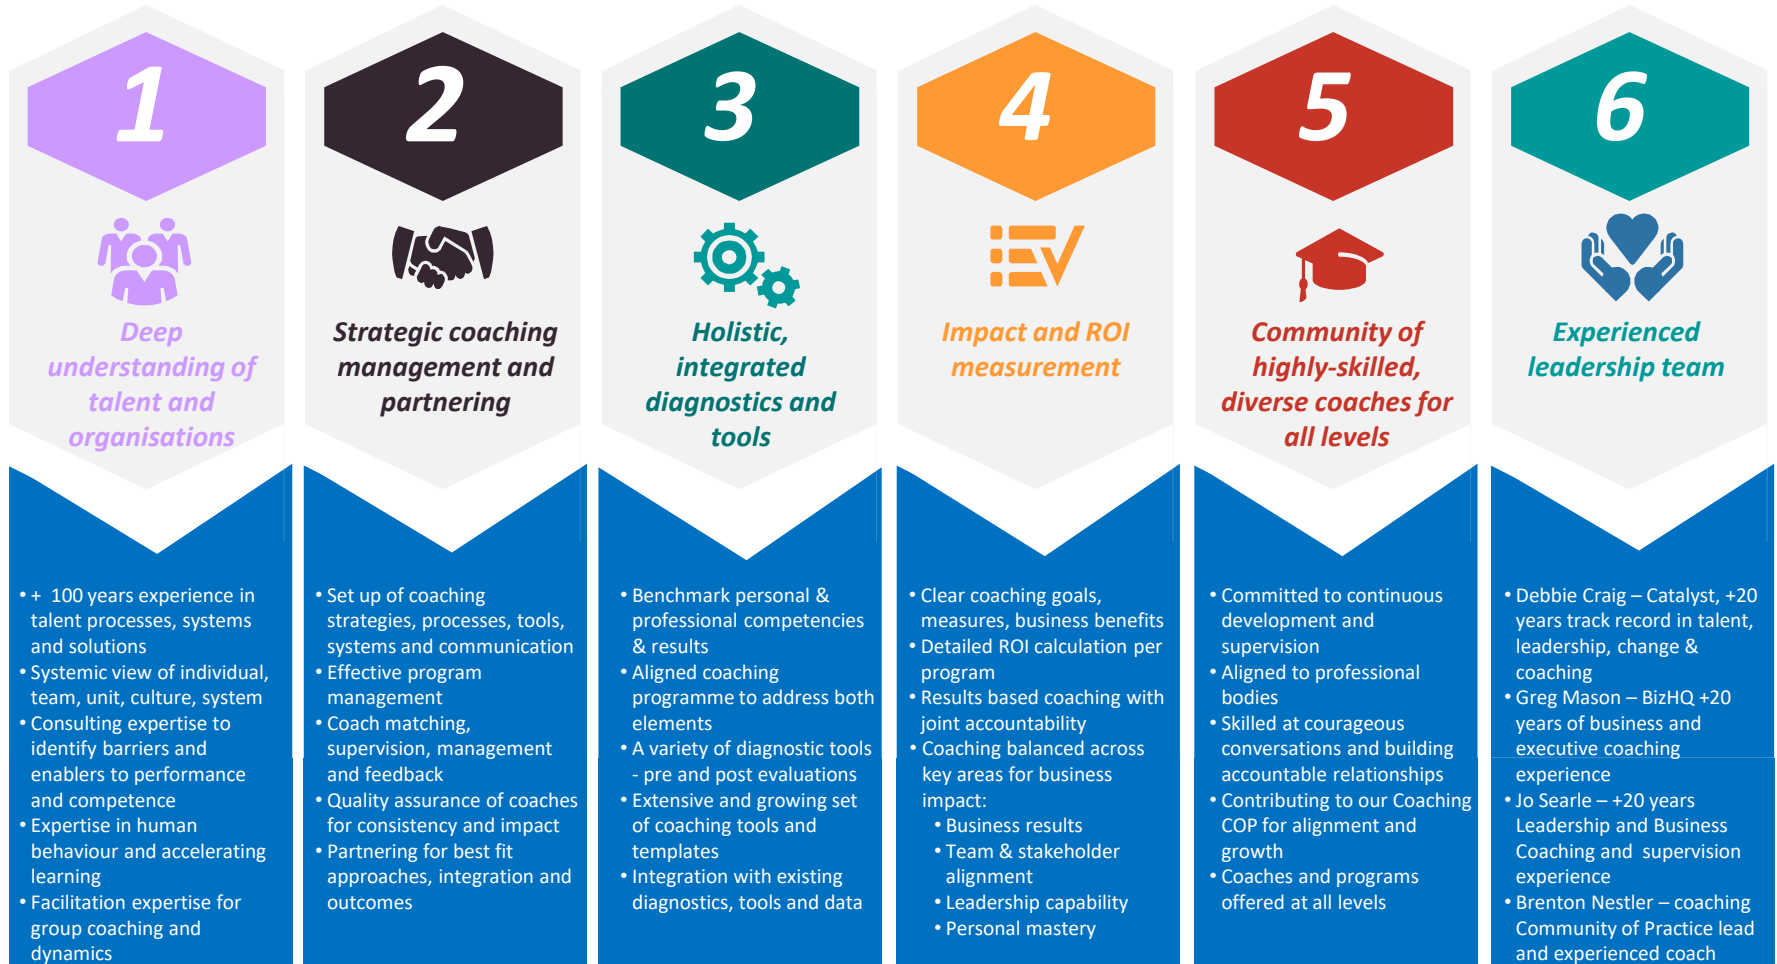 1
Deep
understanding of
talent and
organisations
• + 100 years experience in
talent processes, systems
and solutions
• Systemic view of individual,
team, unit, culture, system
• Consulting expertise to
identify barriers and
enablers to performance
and competence
• Expertise in human
behaviour and accelerating
learning
• Facilitation expertise for
group coaching and
dynamics
2
Strategic coaching
management and
partnering
• Set up of coaching
strategies, processes, tools,
systems and communication
• Effective program
management
• Coach matching,
supervision, management
and feedback
• Quality assurance of coaches
for consistency and impact
• Partnering for best fit
approaches, integration and
outcomes
3
Holistic,
integrated
diagnostics and
tools
• Benchmark personal &
professional competencies
& results
• Aligned coaching
programme to address both
elements
• A variety of diagnostic tools
- pre and post evaluations
• Extensive and growing set
of coaching tools and
templates
• Integration with existing
diagnostics, tools and data
4
Impact and ROI
measurement
• Clear coaching goals,
measures, business benefits
• Detailed ROI calculation per
program
• Results based coaching with
joint accountability
• Coaching balanced across
key areas for business
impact:
• Business results
• Team & stakeholder
alignment
• Leadership capability
• Personal mastery
5
Community of
highly-skilled,
diverse coaches for
all levels
• Committed to continuous
development and
supervision
• Aligned to professional
bodies
• Skilled at courageous
conversations and building
accountable relationships
• Contributing to our Coaching
COP for alignment and
growth
• Coaches and programs
offered at all levels
6
Experienced
leadership team
• Debbie Craig – Catalyst, +20
years track record in talent,
leadership, change &
coaching
• Greg Mason – BizHQ +20
years of business and
executive coaching
experience
• Jo Searle – +20 years
Leadership and Business
Coaching and supervision
experience
• Brenton Nestler – coaching
Community of Practice lead
and experienced coach